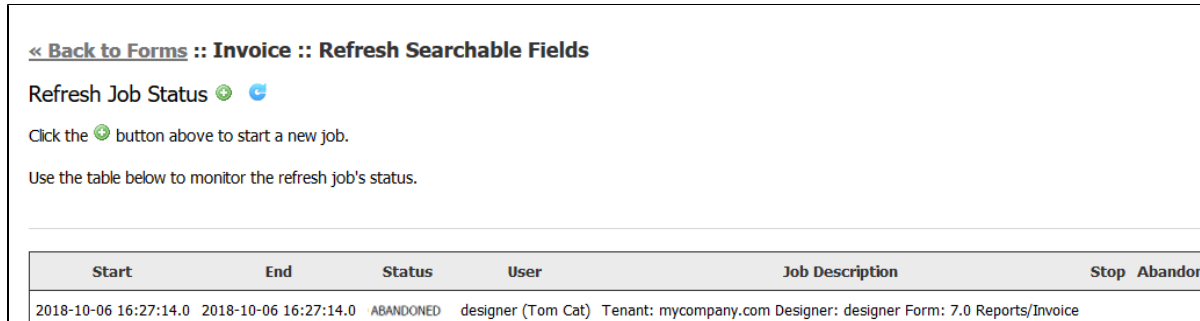 « Back to Forms :: Invoice :: Refresh Searchable Fields
Refresh Job Status
Click the button above to start a new job.
Use the table below to monitor the refresh job's status.
Start End Status User Job Description Stop Abandon
2018-10-06 16:27:14.0 2018-10-06 16:27:14.0 ABANDONED designer (Tom Cat) Tenant: mycompany.com Designer: designer Form: 7.0 Reports/Invoice